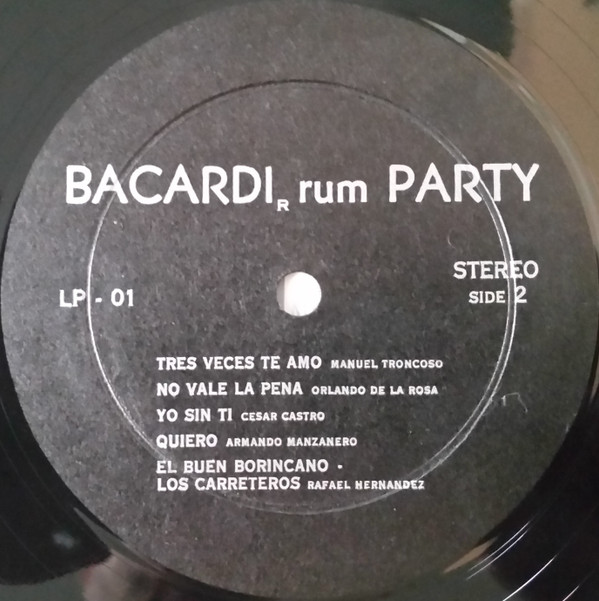 BACARDI R rum PARTY
STEREO
LP - 01
SIDE 2
TRES VECES TE AMO MANUEL TRONCOSO
NO VALE LA PENA ORLANDO DE LA ROSA
YO SIN TI CESAR CASTRO
QUIERO ARMANDO MANZANERO
EL BUEN BORINCANO -
LOS CARRETEROS RAFAEL HERNANDEZ